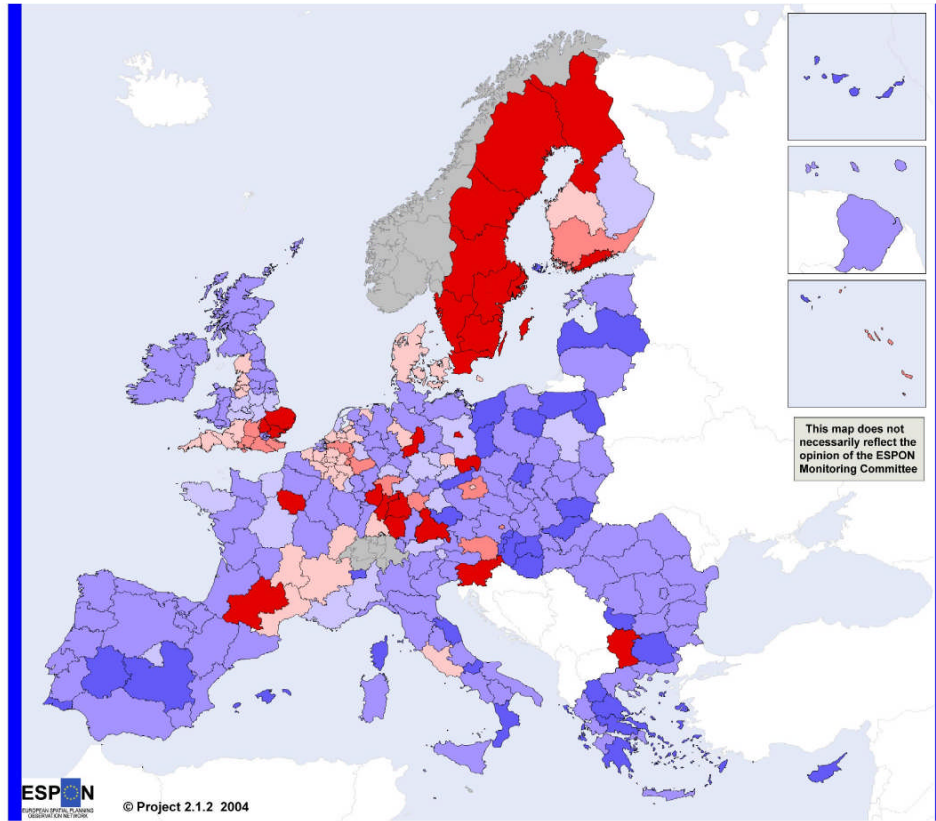 This map does not
necessarily reflect the
opinion of the ESPON
Monitoring Committee
ESPON
EUROPEAN SPATIAL PLANNING
OBSERVATION NETWORK
© Project 2.1.2 2004